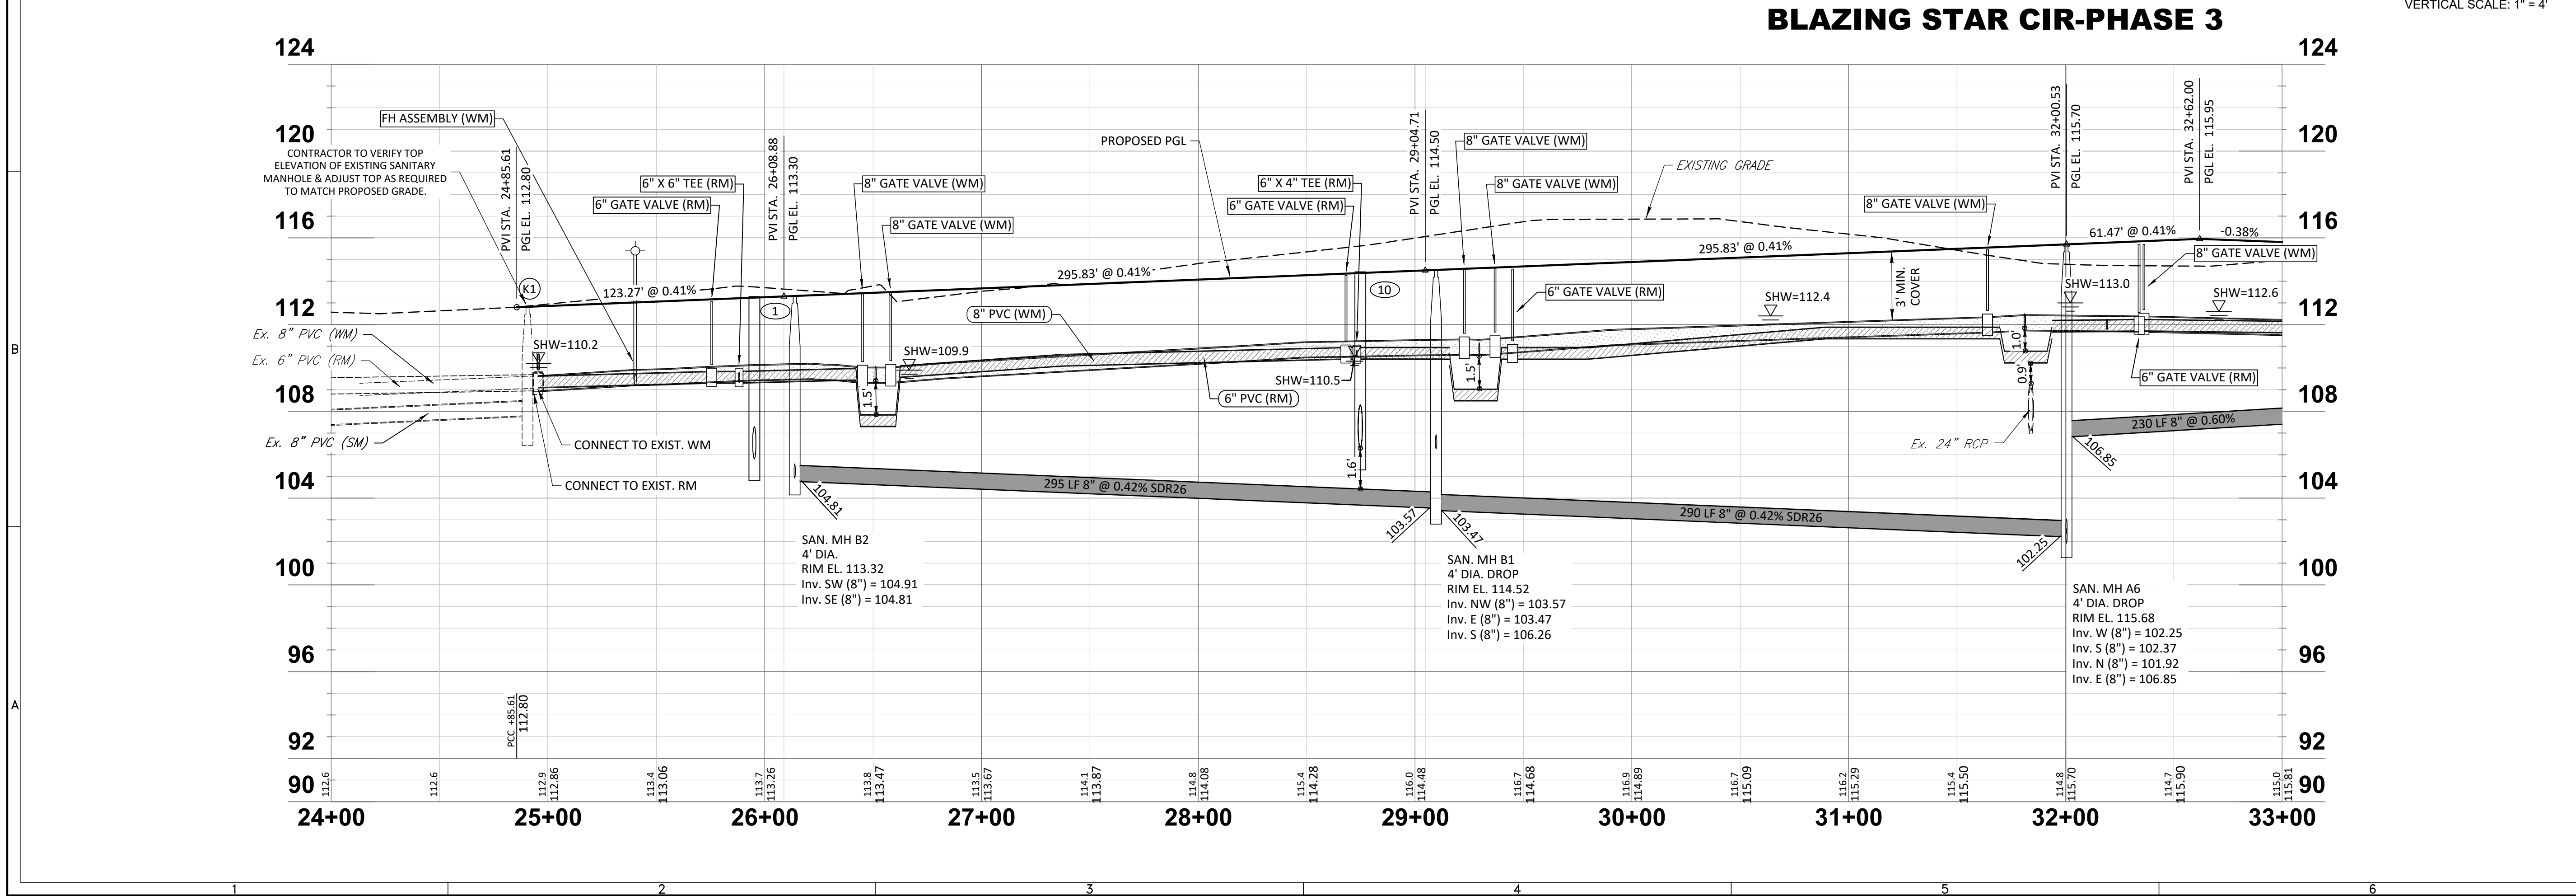 BLAZING STAR CIR-PHASE 3
VERTICAL SCALE: 1" = 4'
124
120
116
112
108
104
100
96
92
90
124
120
116
112
108
104
100
96
92
90
FH ASSEMBLY (WM)
CONTRACTOR TO VERIFY TOP
ELEVATION OF EXISTING SANITARY
MANHOLE & ADJUST TOP AS REQUIRED
TO MATCH PROPOSED GRADE.
PVI STA. 24+85.61
PGL EL. 112.80
K1
6" X 6" TEE (RM)
6" GATE VALVE (RM)
PVI STA. 26+08.88
PGL EL. 113.30
8" GATE VALVE (WM)
8" GATE VALVE (WM)
PROPOSED PGL
6" X 4" TEE (RM)
6" GATE VALVE (RM)
PVI STA. 29+04.71
PGL EL. 114.50
8" GATE VALVE (WM)
8" GATE VALVE (WM)
EXISTING GRADE
8" GATE VALVE (WM)
PVI STA. 32+00.53
PGL EL. 115.70
PVI STA. 32+62.00
PGL EL. 115.95
61.47' @ 0.41%
-0.38%
8" GATE VALVE (WM)
123.27' @ 0.41%
1
295.83' @ 0.41%
10
295.83' @ 0.41%
3' MIN.
COVER
6" GATE VALVE (RM)
SHW=112.4
SHW=113.0
SHW=112.6
8" PVC (WM)
Ex. 8" PVC (WM)
Ex. 6" PVC (RM)
Ex. 8" PVC (SM)
SHW=110.2
SHW=109.9
SHW=110.5
6" PVC (RM)
1.5'
1.5'
1.0'
0.9'
1.6'
6" GATE VALVE (RM)
CONNECT TO EXIST. WM
CONNECT TO EXIST. RM
Ex. 24" RCP
230 LF 8" @ 0.60%
106.85
295 LF 8" @ 0.42% SDR26
290 LF 8" @ 0.42% SDR26
104.81
103.57
103.47
102.25
SAN. MH B2
4' DIA.
RIM EL. 113.32
Inv. SW (8") = 104.91
Inv. SE (8") = 104.81
SAN. MH B1
4' DIA. DROP
RIM EL. 114.52
Inv. NW (8") = 103.57
Inv. E (8") = 103.47
Inv. S (8") = 106.26
SAN. MH A6
4' DIA. DROP
RIM EL. 115.68
Inv. W (8") = 102.25
Inv. S (8") = 102.37
Inv. N (8") = 101.92
Inv. E (8") = 106.85
PCC +85.61
112.80
112.6
112.6
112.9
112.86
113.4
113.06
113.7
113.26
113.8
113.47
113.5
113.67
114.1
113.87
114.8
114.08
115.4
114.28
116.0
114.48
116.7
114.68
116.9
114.89
116.7
115.09
116.2
115.29
115.4
115.50
114.8
115.70
114.7
115.90
115.0
115.81
24+00
25+00
26+00
27+00
28+00
29+00
30+00
31+00
32+00
33+00
B
A
1
2
3
4
5
6